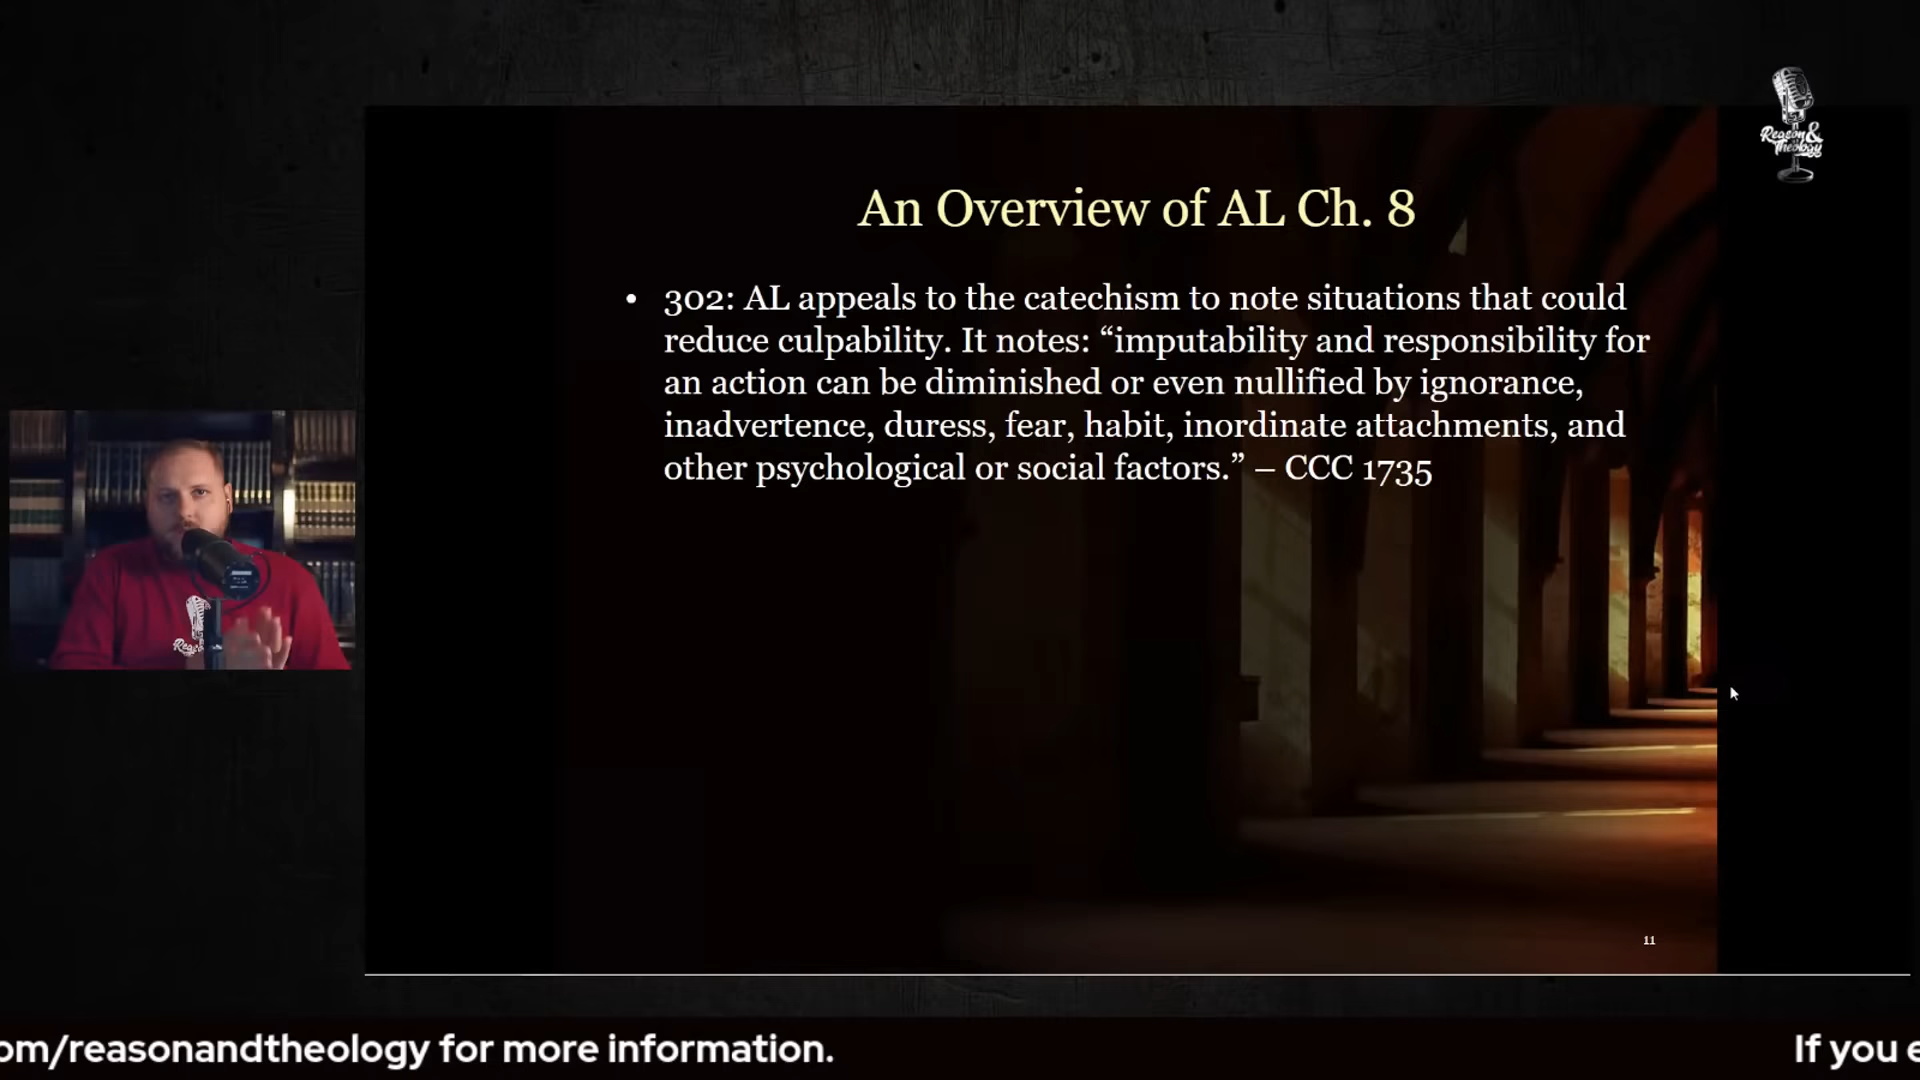 Reason &
Theology
An Overview of AL Ch. 8
• 302: AL appeals to the catechism to note situations that could
reduce culpability. It notes: “imputability and responsibility for
an action can be diminished or even nullified by ignorance,
inadvertence, duress, fear, habit, inordinate attachments, and
other psychological or social factors.” – CCC 1735
11
om/reasonandtheology for more information.
If you e